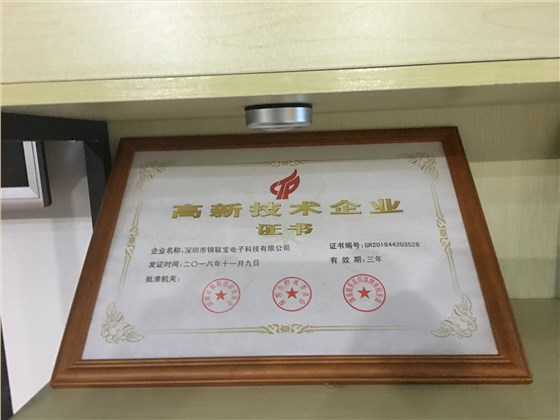 高新技术企业
证书
企业名称:深圳市锦联宝电子科技有限公司
证书编号:GR201844203528
发证时间:二〇一八年十一月九日
有效期:三年
批准机关: